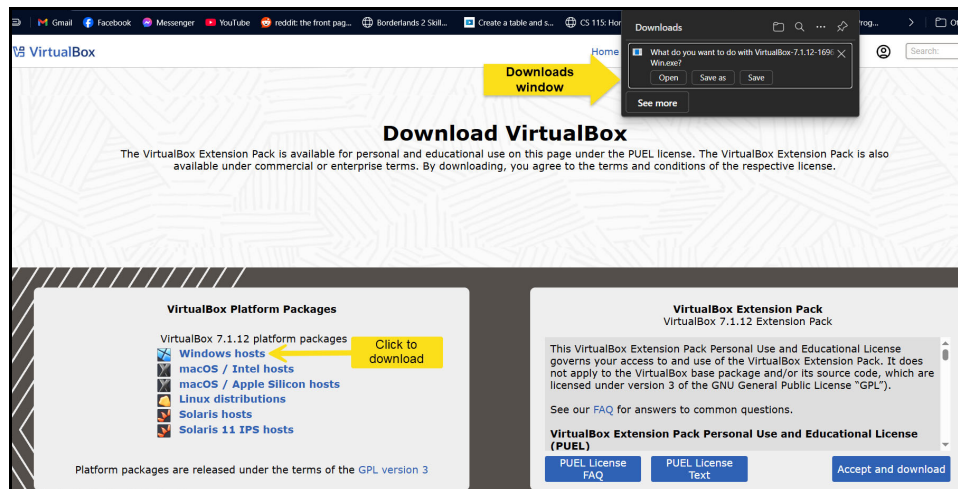 Gmail Facebook Messenger YouTube reddit: the front pag... Borderlands 2 Skill... Create a table and s... CS 115: Hor
VirtualBox
Home
Search:
Downloads
What do you want to do with VirtualBox-7.1.12-169
Win.exe?
Open Save as Save
See more
Downloads
window
Download VirtualBox
The VirtualBox Extension Pack is available for personal and educational use on this page under the PUEL license. The VirtualBox Extension Pack is also
available under commercial or enterprise terms. By downloading, you agree to the terms and conditions of the respective license.
VirtualBox Platform Packages
VirtualBox 7.1.12 platform packages
Windows hosts
macOS / Intel hosts
macOS / Apple Silicon hosts
Linux distributions
Solaris hosts
Solaris 11 IPS hosts
Click to
download
Platform packages are released under the terms of the GPL version 3
VirtualBox Extension Pack
VirtualBox 7.1.12 Extension Pack
This VirtualBox Extension Pack Personal Use and Educational License
governs your access to and use of the VirtualBox Extension Pack. It does
not apply to the VirtualBox base package and/or its source code, which are
licensed under version 3 of the GNU General Public License “GPL”).
See our FAQ for answers to common questions.
VirtualBox Extension Pack Personal Use and Educational License
(PUEL)
PUEL License
FAQ
PUEL License
Text
Accept and download